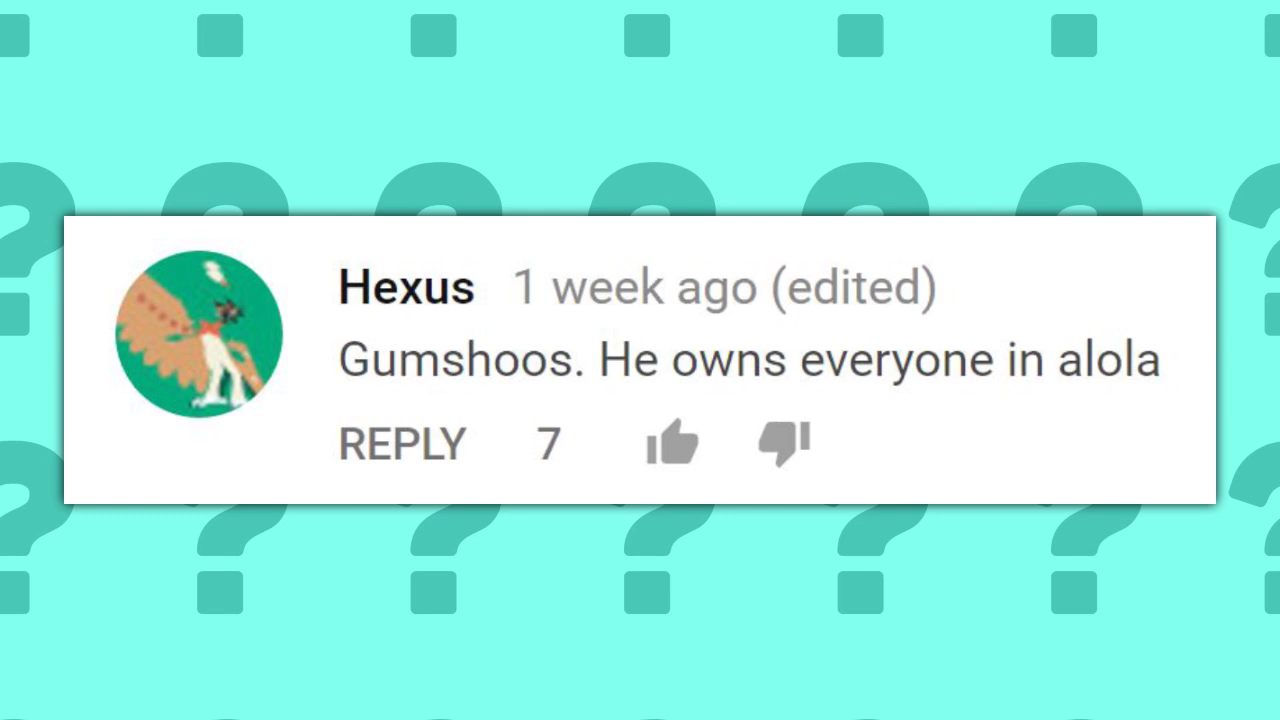 Hexus 1 week ago (edited)
Gumshoos. He owns everyone in alola
REPLY 7